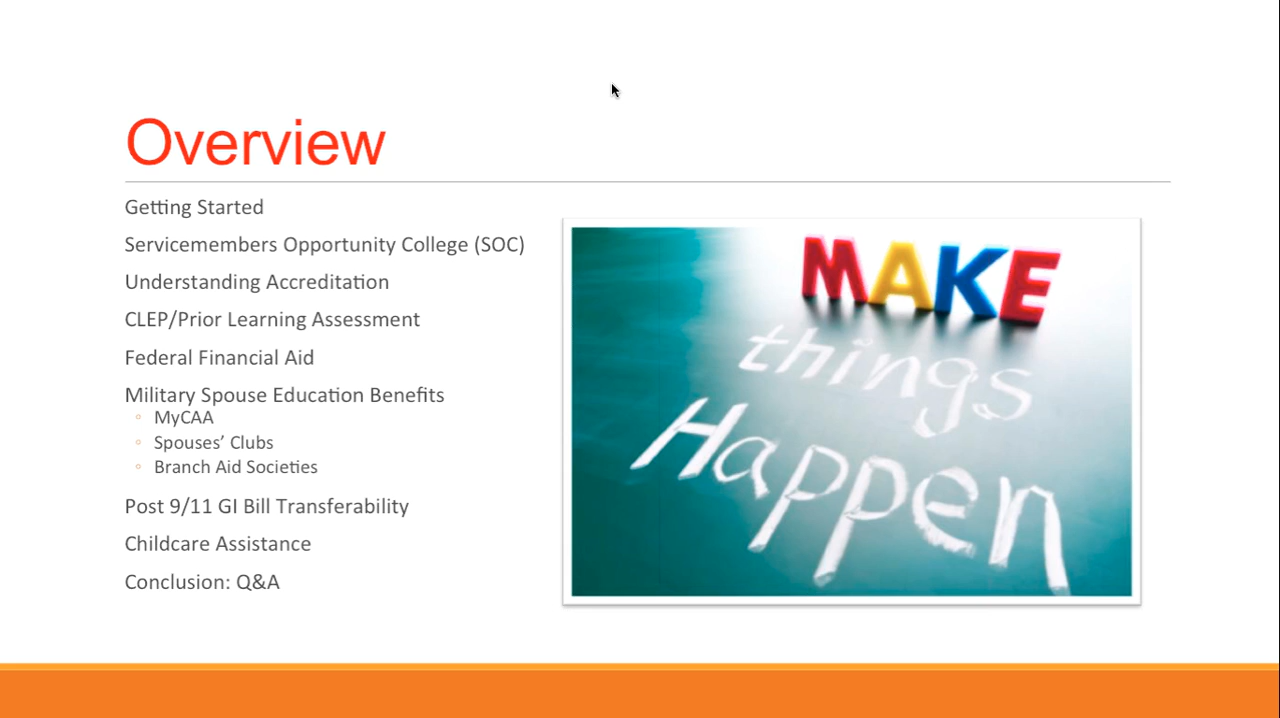 Overview
Getting Started
Servicemembers Opportunity College (SOC)
Understanding Accreditation
CLEP/Prior Learning Assessment
Federal Financial Aid
Military Spouse Education Benefits
MyCAA
Spouses’ Clubs
Branch Aid Societies
Post 9/11 GI Bill Transferability
Childcare Assistance
Conclusion: Q&A
MAKE
things
Happen